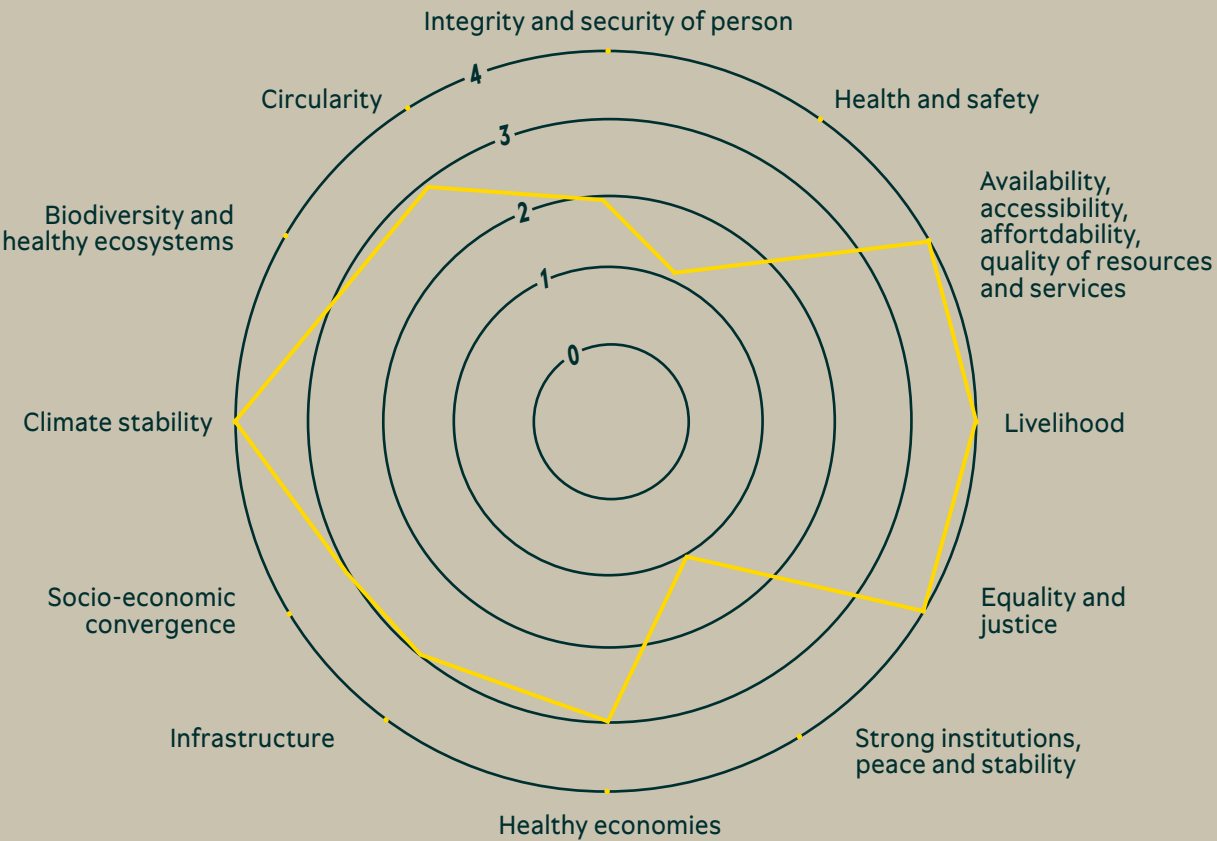 Integrity and security of person
4
Circularity
Health and safety
3
Availability,
accessibility,
affortdability,
quality of resources
and services
Biodiversity and
healthy ecosystems
2
1
0
Climate stability
Livelihood
Socio-economic
convergence
Equality and
justice
Infrastructure
Strong institutions,
peace and stability
Healthy economies